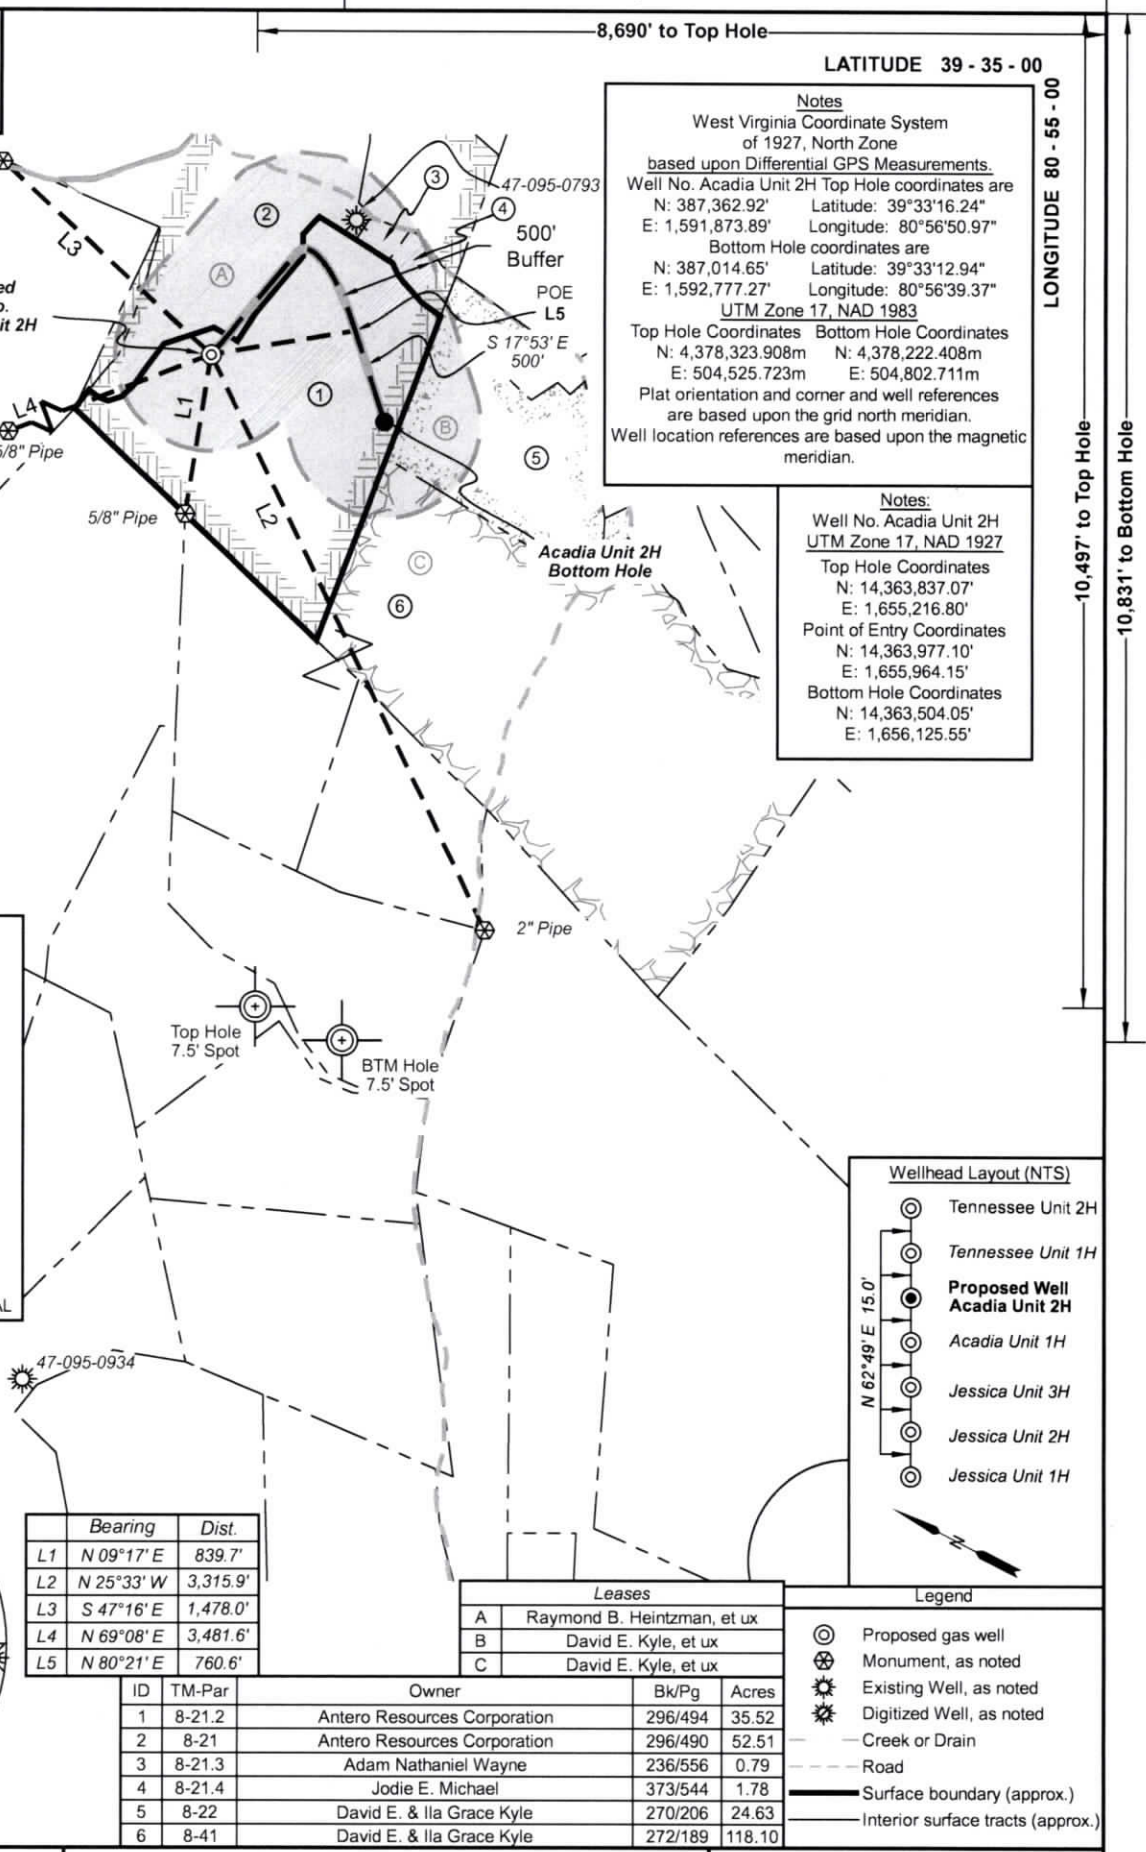 8,690' to Top Hole
LATITUDE 39 - 35 - 00
LONGITUDE 80 - 55 - 00
Notes
West Virginia Coordinate System
of 1927, North Zone
based upon Differential GPS Measurements.
Well No. Acadia Unit 2H Top Hole coordinates are
N: 387,362.92' Latitude: 39°33'16.24"
E: 1,591,873.89' Longitude: 80°56'50.97"
Bottom Hole coordinates are
N: 387,014.65' Latitude: 39°33'12.94"
E: 1,592,777.27' Longitude: 80°56'39.37"
UTM Zone 17, NAD 1983
Top Hole Coordinates Bottom Hole Coordinates
N: 4,378,323.908m N: 4,378,222.408m
E: 504,525.723m E: 504,802.711m
Plat orientation and corner and well references
are based upon the grid north meridian.
Well location references are based upon the magnetic
meridian.
Notes:
Well No. Acadia Unit 2H
UTM Zone 17, NAD 1927
Top Hole Coordinates
N: 14,363,837.07'
E: 1,655,216.80'
Point of Entry Coordinates
N: 14,363,977.10'
E: 1,655,964.15'
Bottom Hole Coordinates
N: 14,363,504.05'
E: 1,656,125.55'
10,497' to Top Hole
10,831' to Bottom Hole
47-095-0793
3
4
2
500'
Buffer
A
L3
POE
L5
S 17°53' E
500'
it 2H
1
B
5
L4
L1
L2
5/8" Pipe
5/8" Pipe
Acadia Unit 2H
Bottom Hole
C
6
2" Pipe
Top Hole
7.5' Spot
BTM Hole
7.5' Spot
47-095-0934
Wellhead Layout (NTS)
Tennessee Unit 2H
Tennessee Unit 1H
Proposed Well
Acadia Unit 2H
Acadia Unit 1H
Jessica Unit 3H
Jessica Unit 2H
Jessica Unit 1H
N 62°49' E 15.0'
N
Bearing Dist.
L1 N 09°17' E 839.7'
L2 N 25°33' W 3,315.9'
L3 S 47°16' E 1,478.0'
L4 N 69°08' E 3,481.6'
L5 N 80°21' E 760.6'
Leases
A Raymond B. Heintzman, et ux
B David E. Kyle, et ux
C David E. Kyle, et ux
ID TM-Par Owner Bk/Pg Acres
1 8-21.2 Antero Resources Corporation 296/494 35.52
2 8-21 Antero Resources Corporation 296/490 52.51
3 8-21.3 Adam Nathaniel Wayne 236/556 0.79
4 8-21.4 Jodie E. Michael 373/544 1.78
5 8-22 David E. & Ila Grace Kyle 270/206 24.63
6 8-41 David E. & Ila Grace Kyle 272/189 118.10
Legend
Proposed gas well
Monument, as noted
Existing Well, as noted
Digitized Well, as noted
Creek or Drain
Road
Surface boundary (approx.)
Interior surface tracts (approx.)